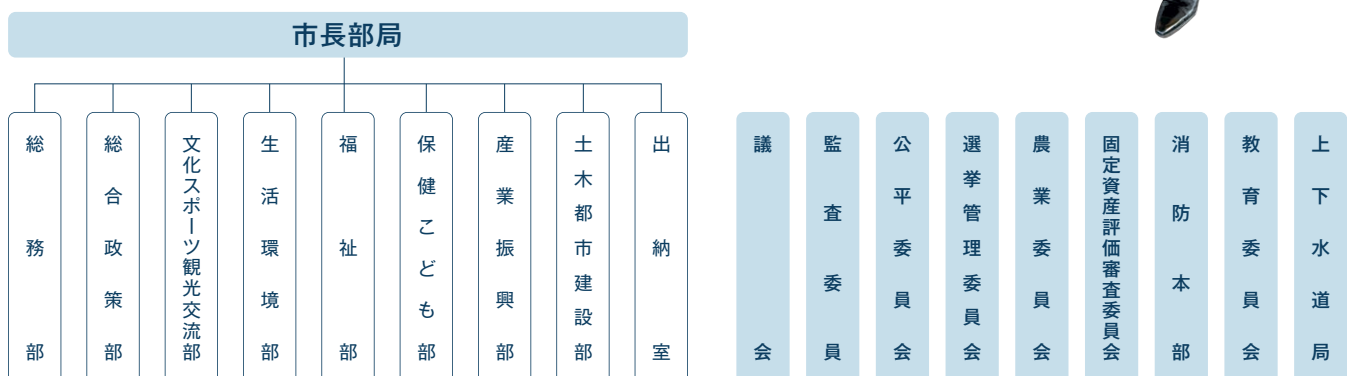 市長部局
総務部
総合政策部
文化スポーツ観光交流部
生活環境部
福祉部
保健こども部
産業振興部
土木都市建設部
出納室
議会
監査委員
公平委員会
選挙管理委員会
農業委員会
固定資産評価審査委員会
消防本部
教育委員会
上下水道局